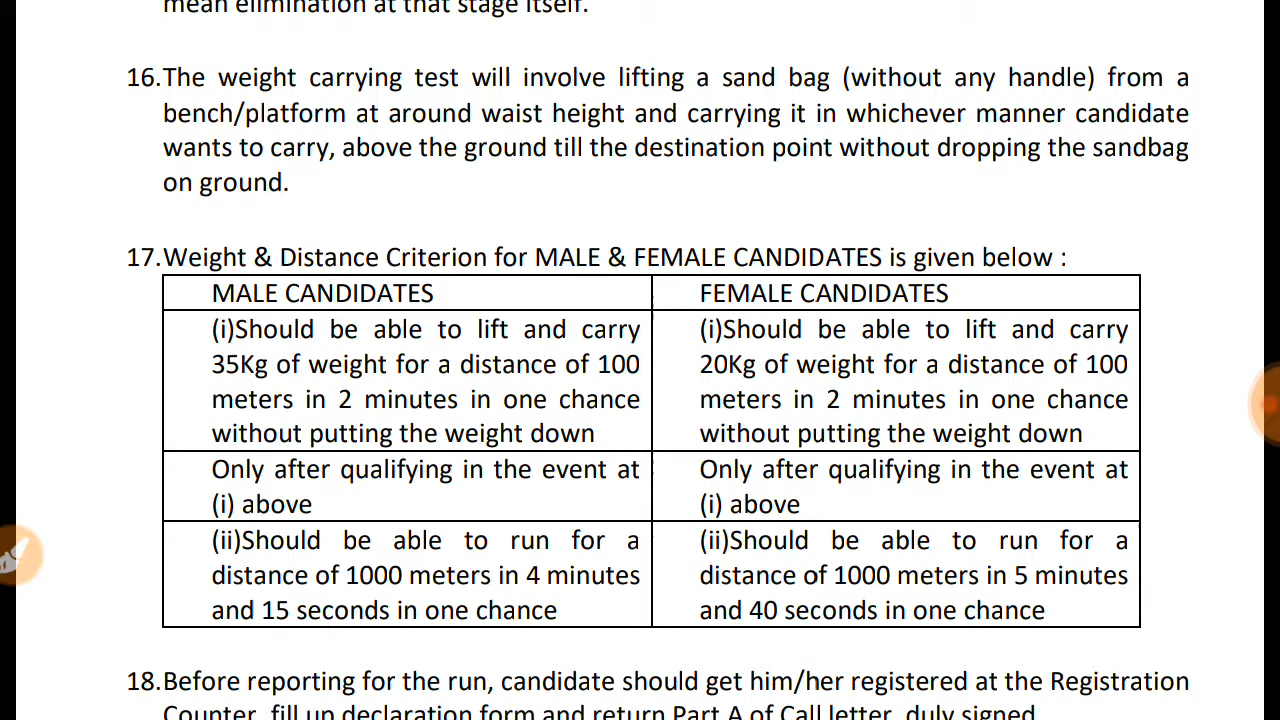 mean elimination at that stage itself.
16.The weight carrying test will involve lifting a sand bag (without any handle) from a
bench/platform at around waist height and carrying it in whichever manner candidate
wants to carry, above the ground till the destination point without dropping the sandbag
on ground.
17.Weight & Distance Criterion for MALE & FEMALE CANDIDATES is given below :
MALE CANDIDATES
FEMALE CANDIDATES
(i)Should be able to lift and carry
35Kg of weight for a distance of 100
meters in 2 minutes in one chance
without putting the weight down
(i)Should be able to lift and carry
20Kg of weight for a distance of 100
meters in 2 minutes in one chance
without putting the weight down
Only after qualifying in the event at
(i) above
Only after qualifying in the event at
(i) above
(ii)Should be able to run for a
distance of 1000 meters in 4 minutes
and 15 seconds in one chance
(ii)Should be able to run for a
distance of 1000 meters in 5 minutes
and 40 seconds in one chance
18.Before reporting for the run, candidate should get him/her registered at the Registration
Counter, fill up declaration form and return Part A of Call letter, duly signed